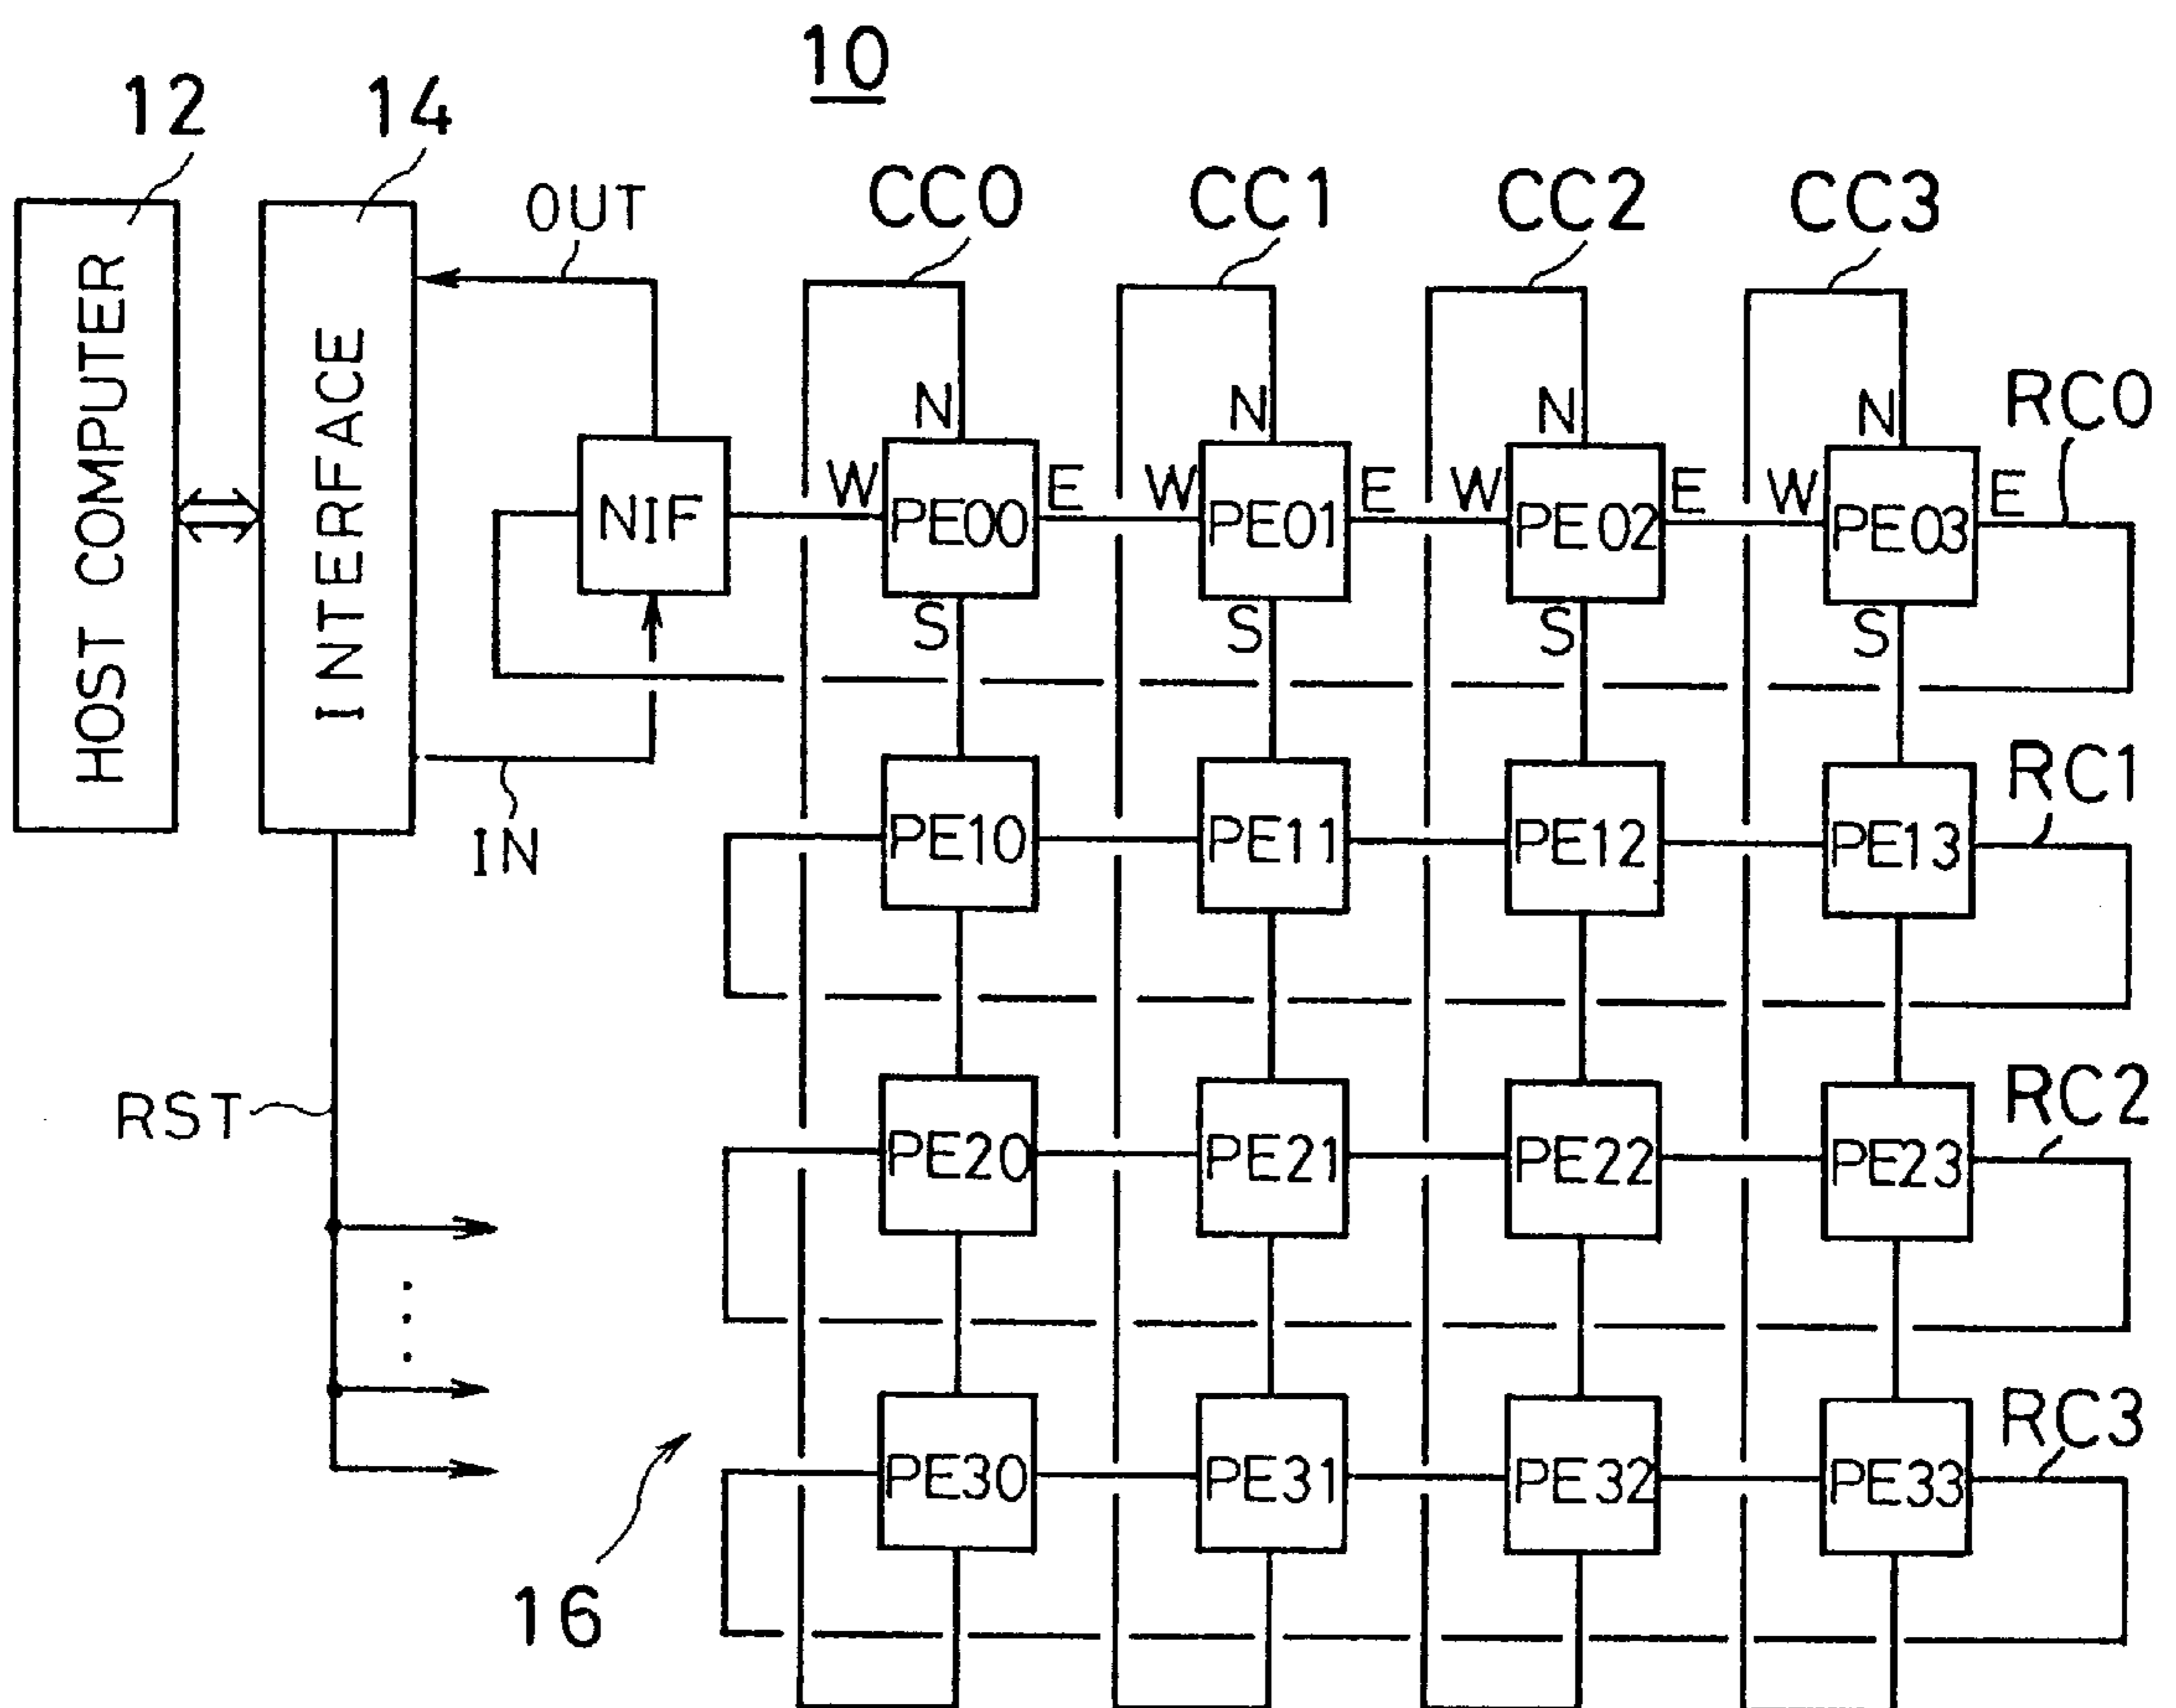 10
12
14
OUT
CC0
CC1
CC2
CC3
HOST COMPUTER
INTERFACE
N
N
N
N
RC0
NIF
W
PE00
E
W
PE01
E
W
PE02
E
W
PE03
E
S
S
S
S
IN
PE10
PE11
PE12
PE13
RC1
RST
PE20
PE21
PE22
PE23
RC2
PE30
PE31
PE32
PE33
RC3
16